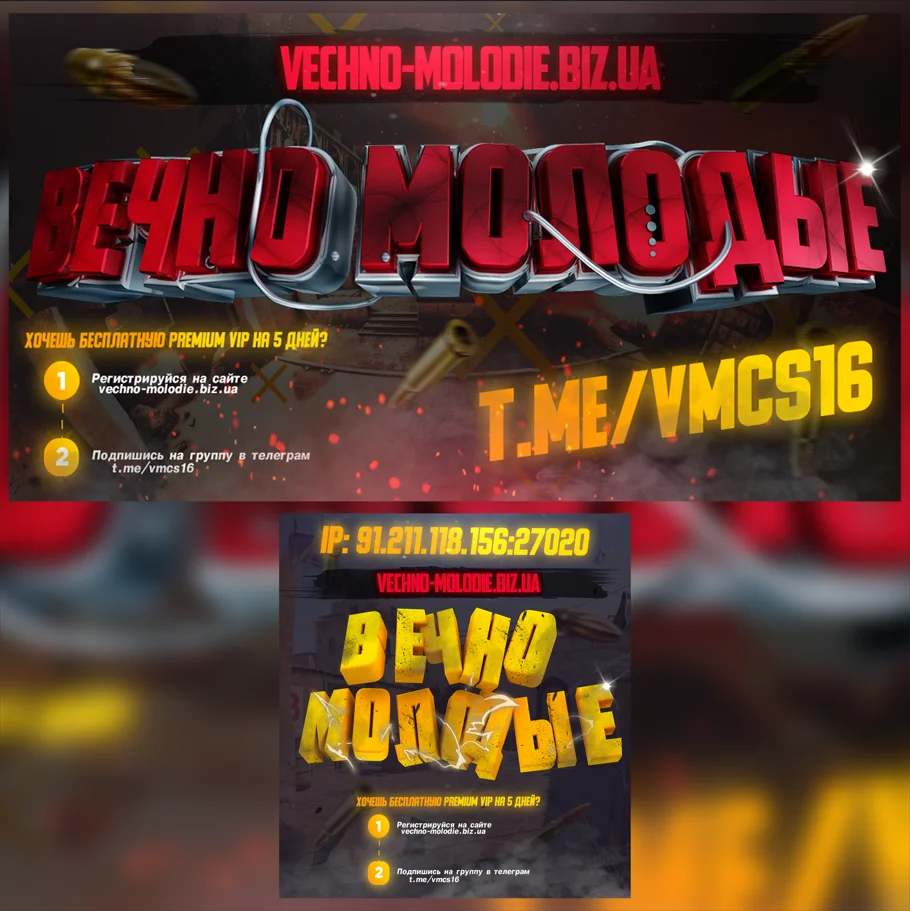 VECHNO-MOLODIE.BIZ.UA
ВЕЧНО МОЛОДЫЕ
ХОЧЕШЬ БЕСПЛАТНУЮ PREMIUM VIP НА 5 ДНЕЙ?
1 Регистрируйся на сайте
vechno-molodie.biz.ua
2 Подпишись на группу в телеграм
t.me/vmcs16
T.ME/VMCS16
IP: 91.211.118.156:27020
VECHNO-MOLODIE.BIZ.UA
ВЕЧНО
МОЛОДЫЕ
ХОЧЕШЬ БЕСПЛАТНУЮ PREMIUM VIP НА 5 ДНЕЙ?
1 Регистрируйся на сайте
vechno-molodie.biz.ua
2 Подпишись на группу в телеграм
t.me/vmcs16